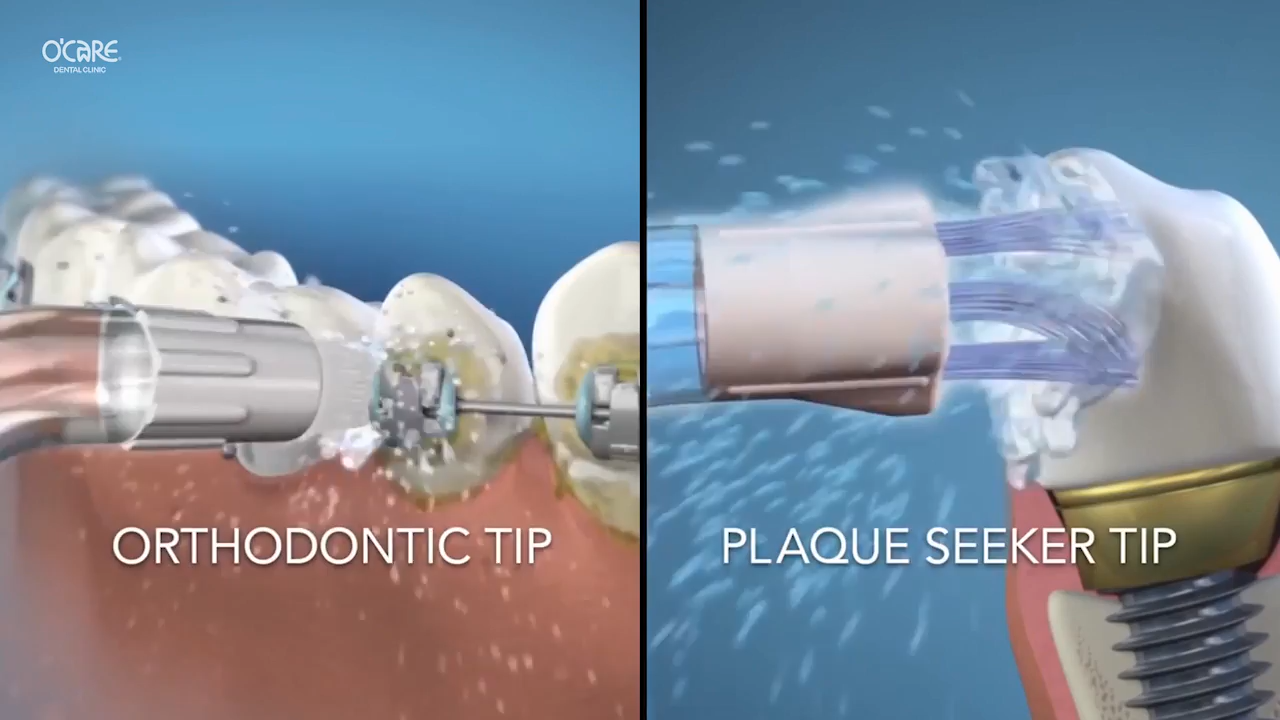 O'CARE
DENTAL CLINIC
ORTHODONTIC TIP
PLAQUE SEEKER TIP